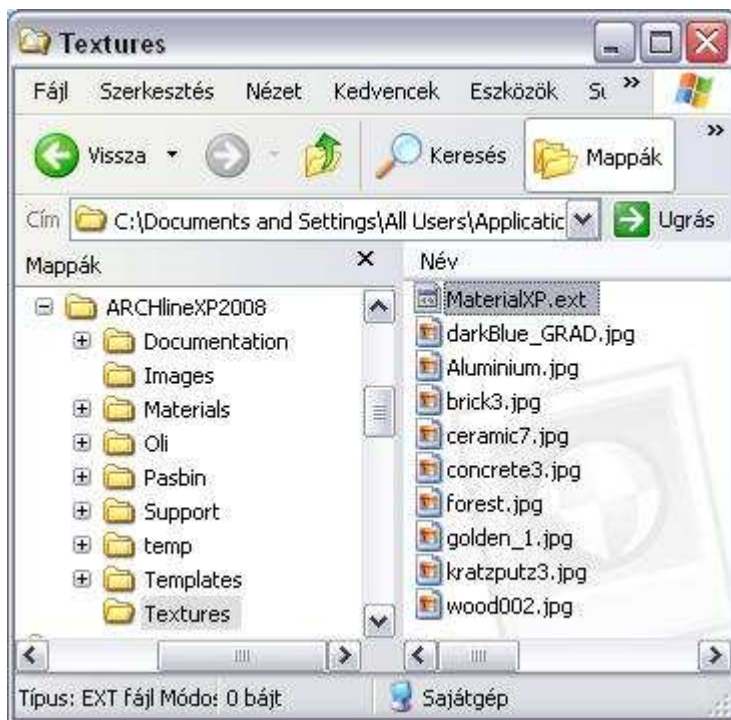 Textures
Fájl Szerkesztés Nézet Kedvencek Eszközök »
Vissza Keresés Mappák »
Cím C:\Documents and Settings\All Users\Applicatic Ugrás
Mappák × Név
ARCHlineXP2008
Documentation
Images
Materials
Oli
Pasbin
Support
temp
Templates
Textures
MaterialXP.ext
darkBlue_GRAD.jpg
Aluminium.jpg
brick3.jpg
ceramic7.jpg
concrete3.jpg
forest.jpg
golden_1.jpg
kratzputz3.jpg
wood002.jpg
Típus: EXT fájl Módos 0 bájt Sajátgép